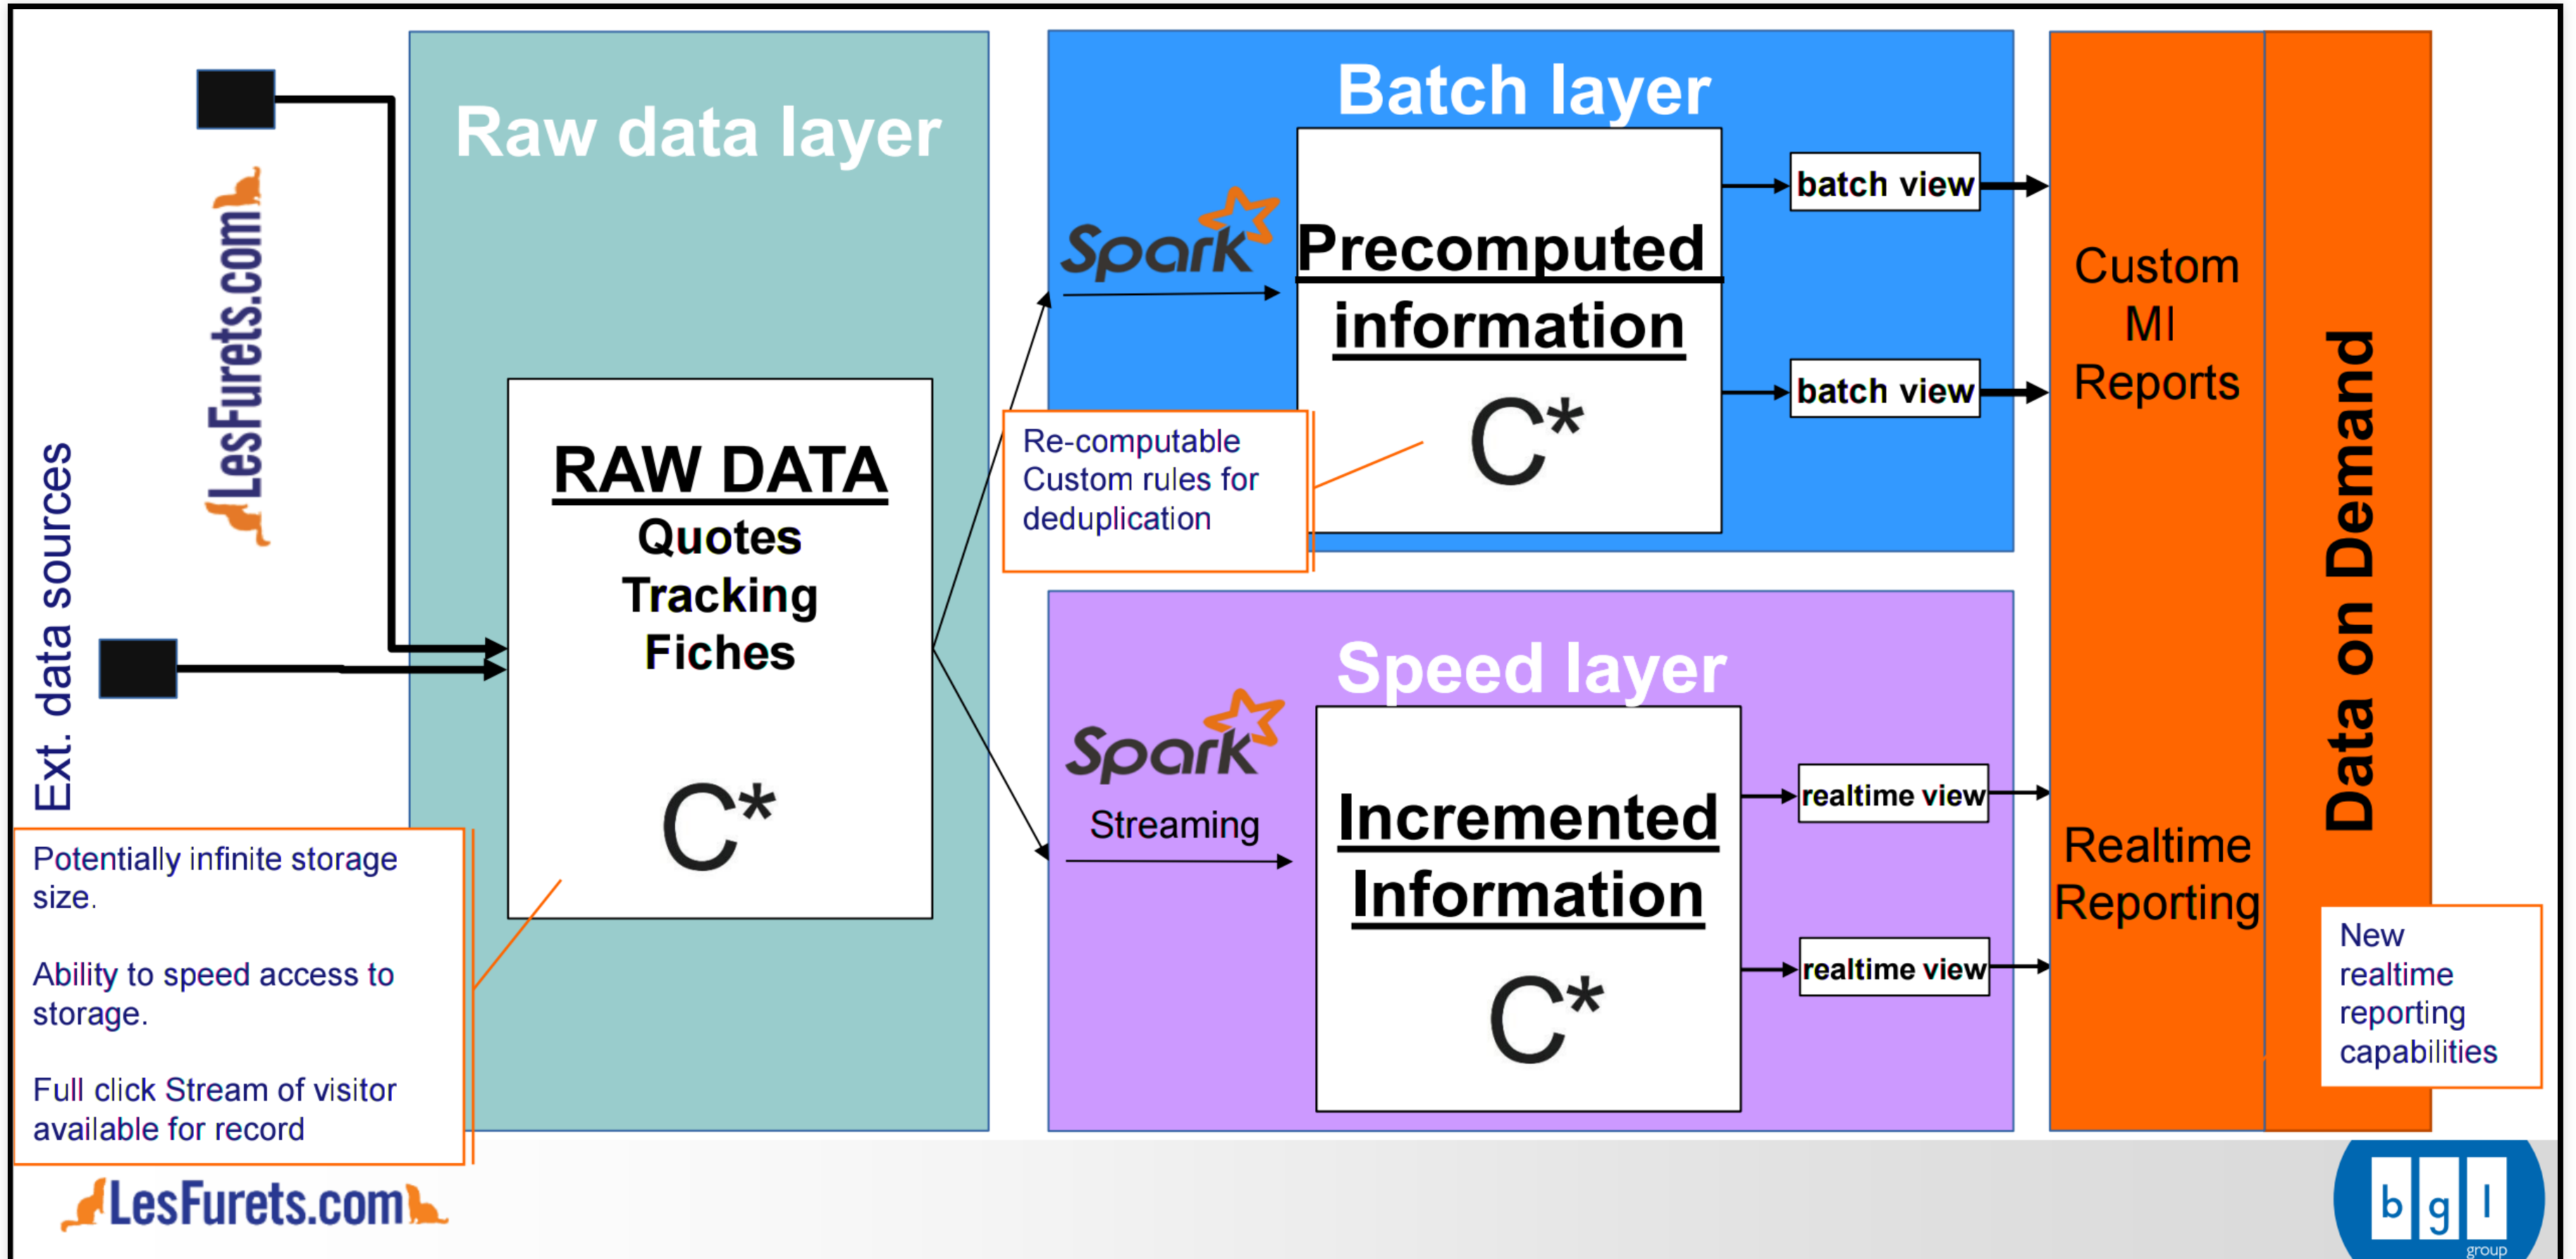 Ext. data sources
LesFurets.com
Raw data layer
RAW DATA
Quotes
Tracking
Fiches
C*
Potentially infinite storage
size.
Ability to speed access to
storage.
Full click Stream of visitor
available for record
Batch layer
Spark
Precomputed
information
C*
Re-computable
Custom rules for
deduplication
batch view
batch view
Speed layer
Spark
Streaming
Incremented
Information
C*
realtime view
realtime view
Custom
MI
Reports
Realtime
Reporting
Data on Demand
New
realtime
reporting
capabilities
LesFurets.com
bgl
group